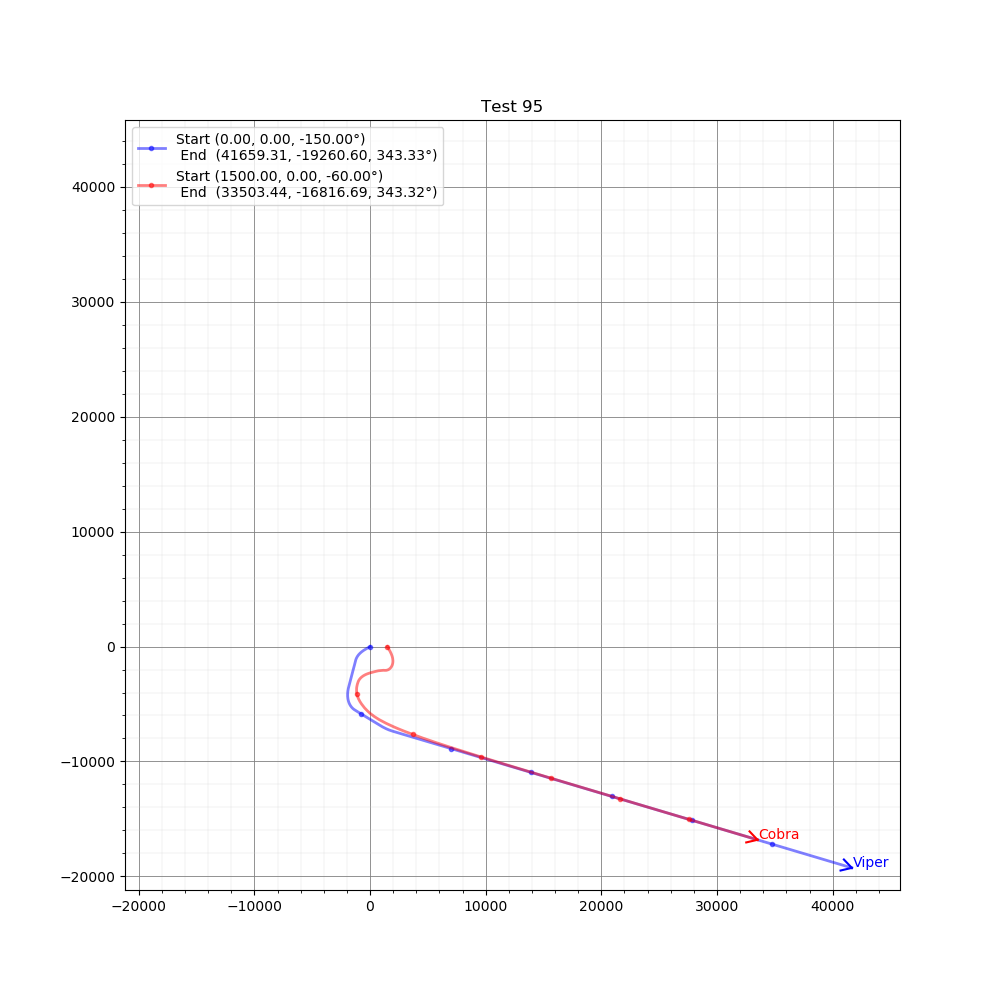 Test 95
Start (0.00, 0.00, -150.00°)
End (41659.31, -19260.60, 343.33°)
Start (1500.00, 0.00, -60.00°)
End (33503.44, -16816.69, 343.32°)
40000
30000
20000
10000
0
−10000
−20000
Cobra
Viper
−20000 −10000 0 10000 20000 30000 40000